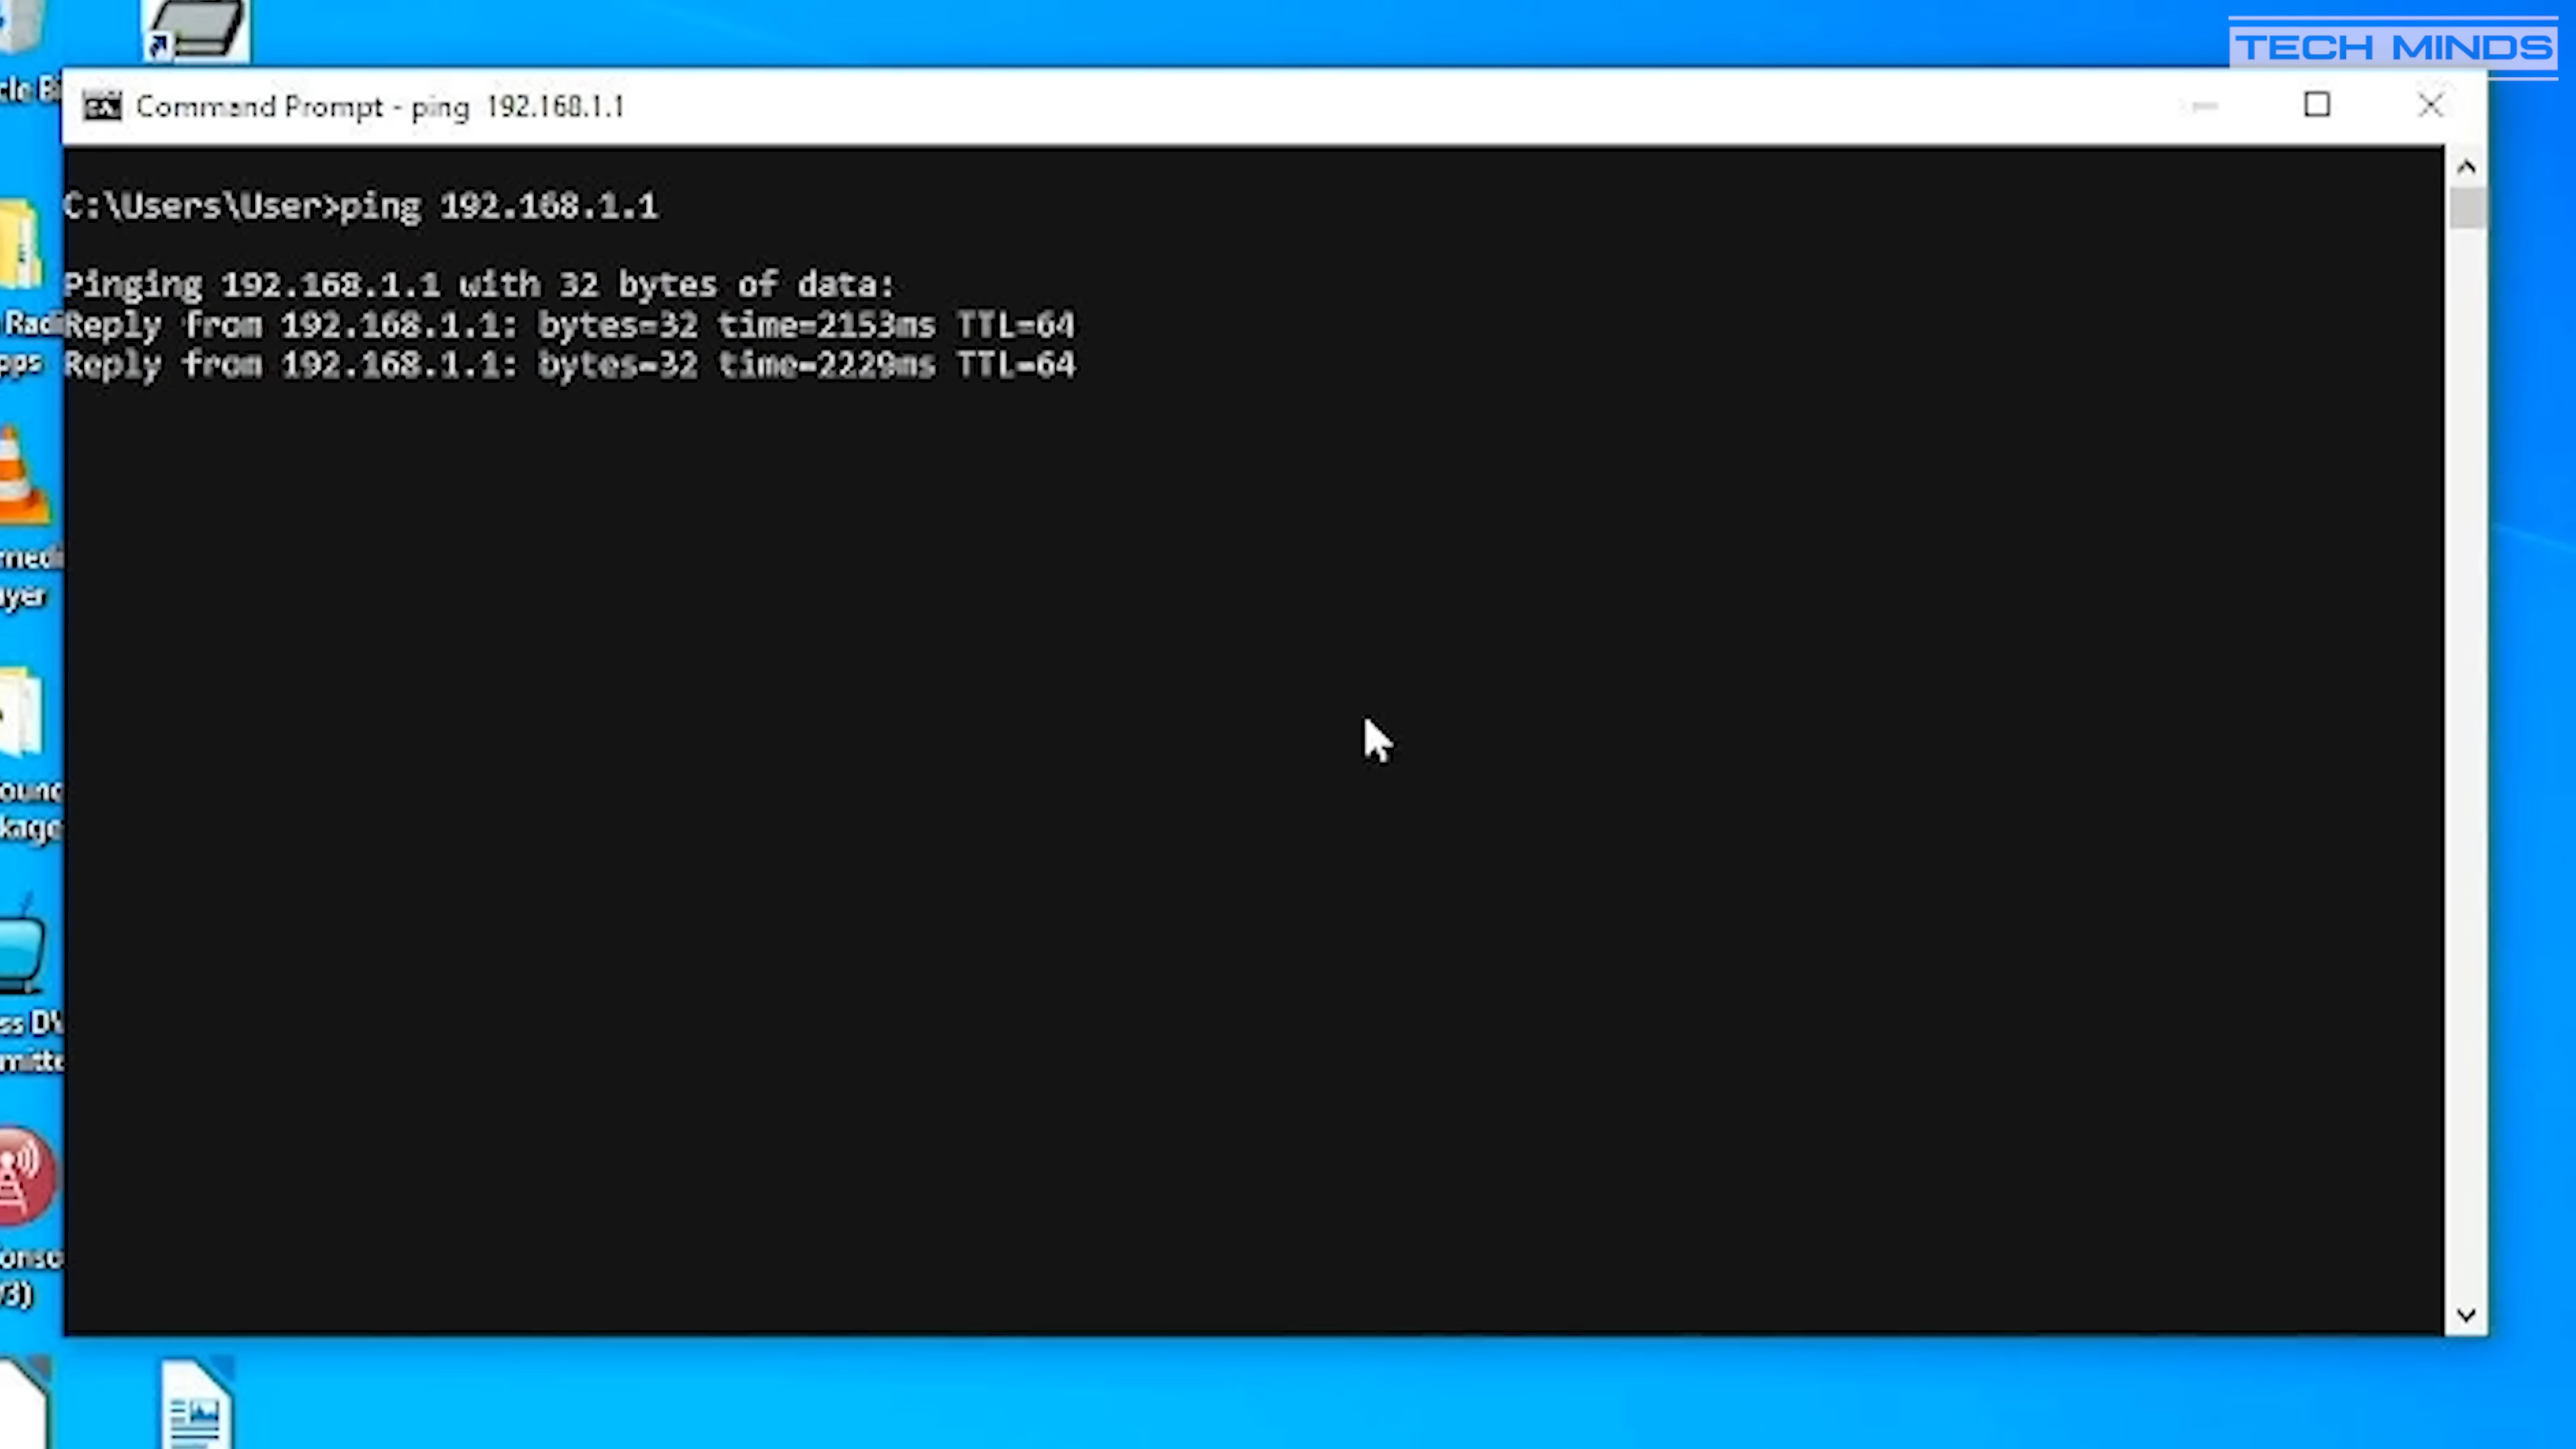 TECH MINDS
Command Prompt - ping 192.168.1.1
C:\Users\User>ping 192.168.1.1
Pinging 192.168.1.1 with 32 bytes of data:
Reply from 192.168.1.1: bytes=32 time=2153ms TTL=64
Reply from 192.168.1.1: bytes=32 time=2229ms TTL=64